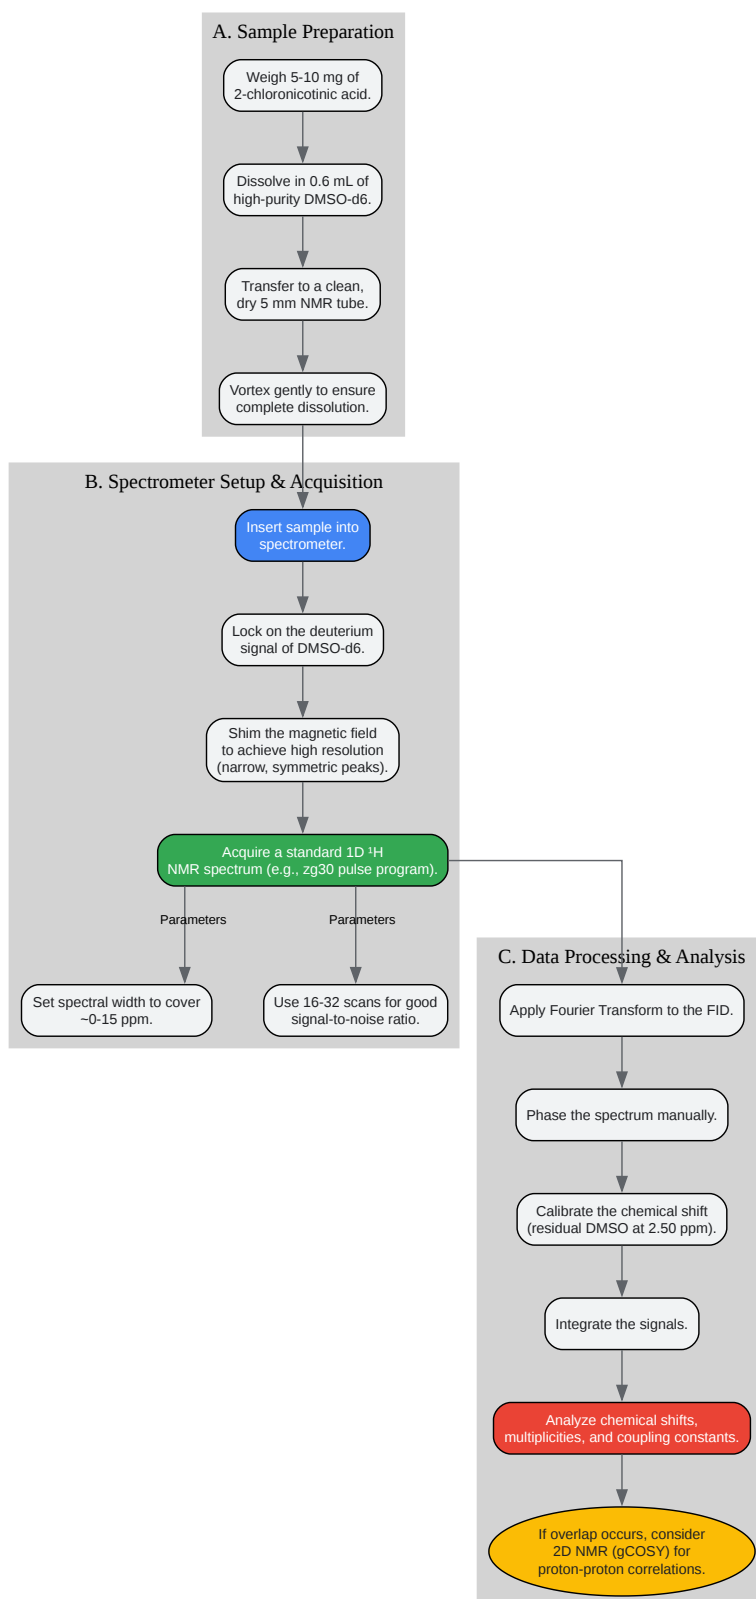 A. Sample Preparation
Weigh 5-10 mg of
2-chloronicotinic acid.
Dissolve in 0.6 mL of
high-purity DMSO-d6.
Transfer to a clean,
dry 5 mm NMR tube.
Vortex gently to ensure
complete dissolution.
B. Spectrometer Setup & Acquisition
Insert sample into
spectrometer.
Lock on the deuterium
signal of DMSO-d6.
Shim the magnetic field
to achieve high resolution
(narrow, symmetric peaks).
Acquire a standard 1D ¹H
NMR spectrum (e.g., zg30 pulse program).
Parameters
Parameters
Set spectral width to cover
~0-15 ppm.
Use 16-32 scans for good
signal-to-noise ratio.
C. Data Processing & Analysis
Apply Fourier Transform to the FID.
Phase the spectrum manually.
Calibrate the chemical shift
(residual DMSO at 2.50 ppm).
Integrate the signals.
Analyze chemical shifts,
multiplicities, and coupling constants.
If overlap occurs, consider
2D NMR (gCOSY) for
proton-proton correlations.